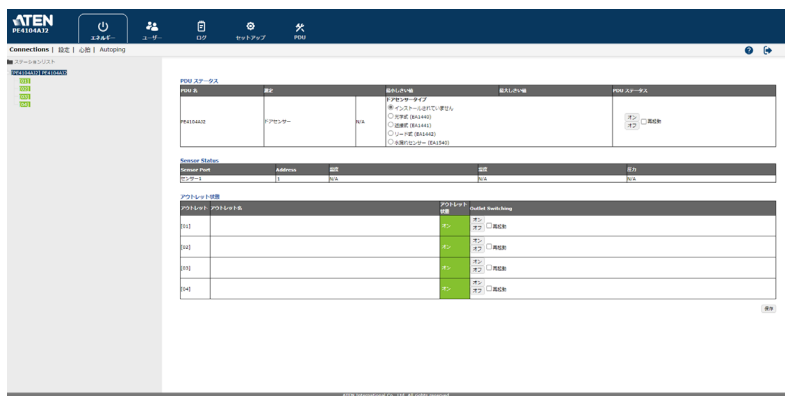 ATEN
PE4104AJ2
エネルギー
ユーザー
ログ
セットアップ
PDU
Connections | 設定 | 心拍 | Autoping
ステーションリスト
[PE4104AJ2] PE4104AJ2
[01]
[02]
[03]
[04]
PDU ステータス
PDU 名 測定 最小しきい値 最大しきい値 PDU ステータス
PE4104AJ2 ドアセンサー N/A
ドアセンサータイプ
インストールされていません
光学式 (EA1440)
近接式 (EA1441)
リード式 (EA1442)
水漏れセンサー (EA1540)
オン
オフ 再起動
Sensor Status
Sensor Port Address 温度 湿度 圧力
センサー1 1 N/A N/A N/A
アウトレット状態
アウトレット アウトレット名 アウトレット状態 Outlet Switching
[01] オン オン
オフ 再起動
[02] オン オン
オフ 再起動
[03] オン オン
オフ 再起動
[04] オン オン
オフ 再起動
保存
ATEN International Co., Ltd. All rights reserved.